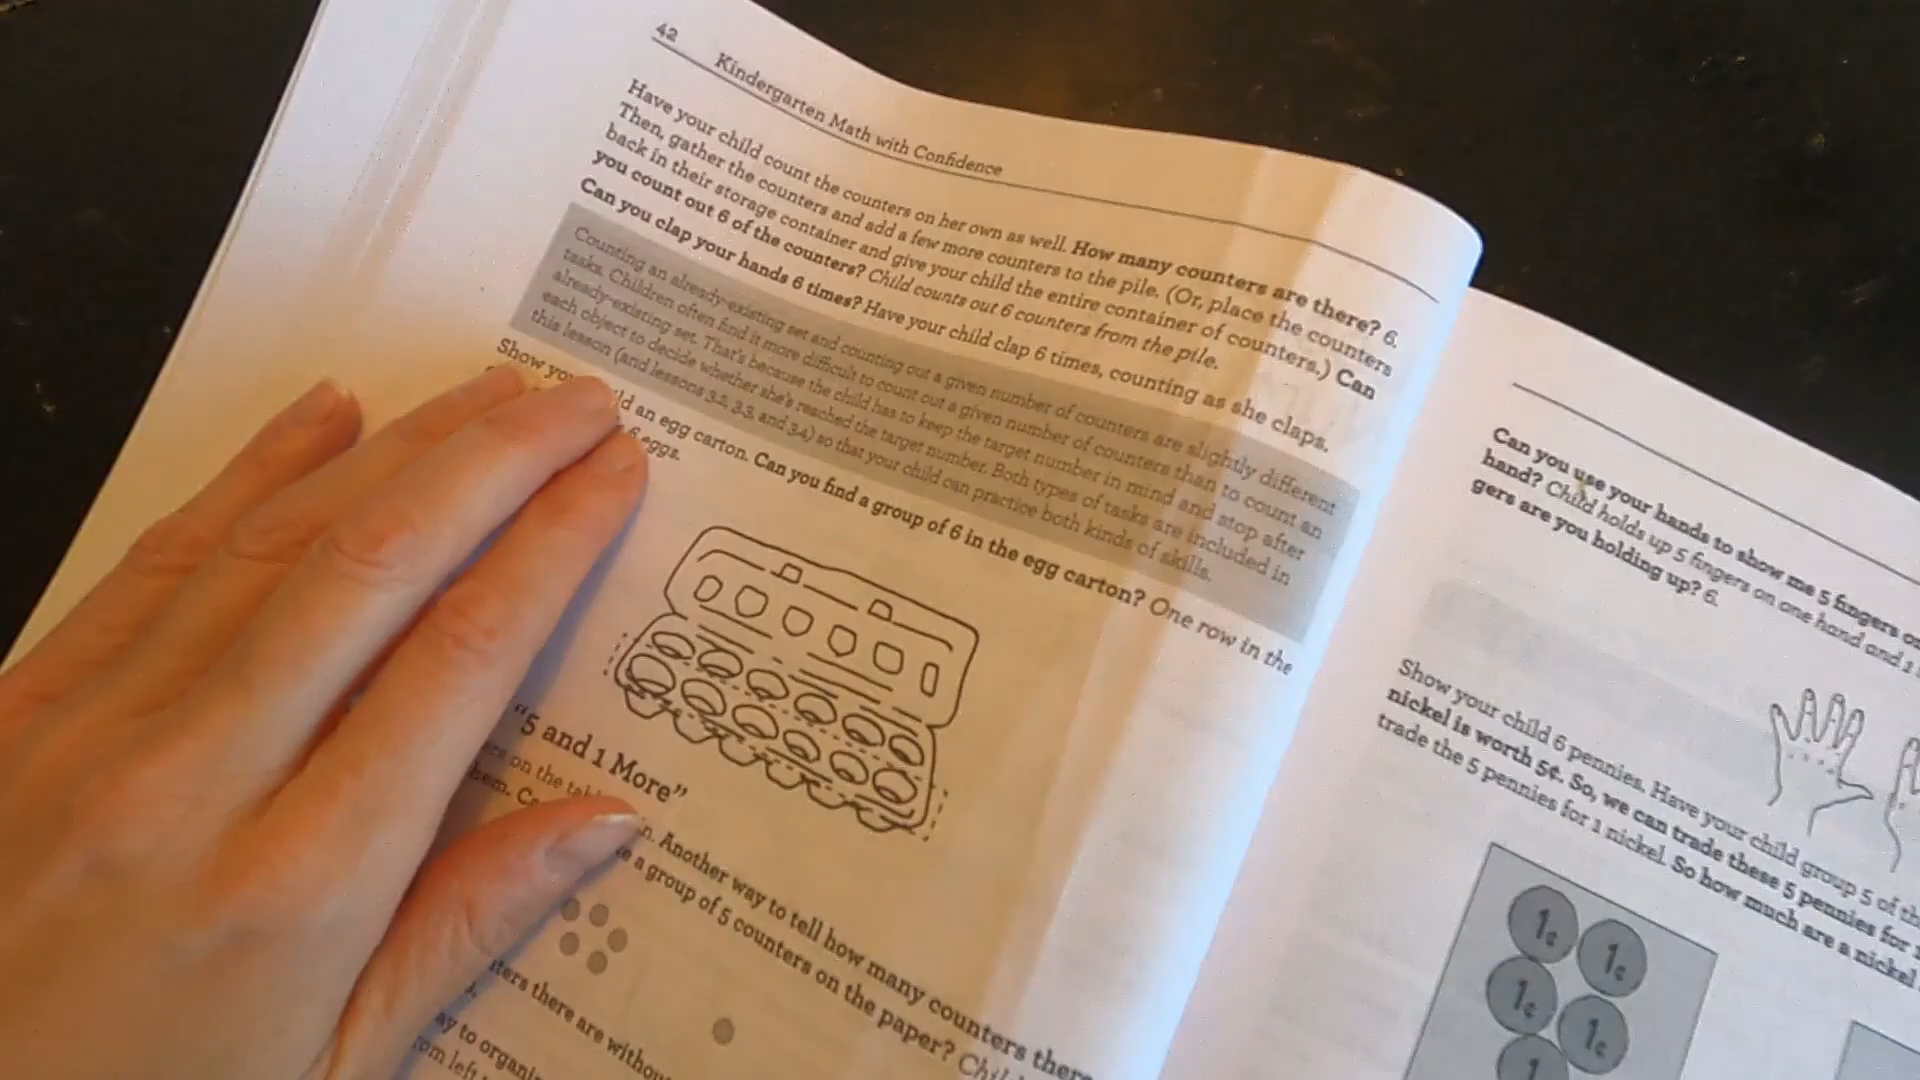 42
Kindergarten Math with Confidence
Have your child count the counters on her own as well. How many counters are there? 6.
Then, gather the counters and add a few more counters to the pile. (Or, place the counters
back in their storage container and give your child the entire container of counters.) Can
you count out 6 of the counters? Child counts out 6 counters from the pile.
Can you clap your hands 6 times? Have your child clap 6 times, counting as she claps.
Counting an already-existing set and counting out a given number of counters are slightly different
tasks. Children often find it more difficult to count out a given number of counters than to count an
already-existing set. That's because the child has to keep the target number in mind and stop after
each object to decide whether she's reached the target number. Both types of tasks are included in
this lesson (and lessons 3.2, 3.3, and 3.4) so that your child can practice both kinds of skills.
Show an egg carton. Can you find a group of 6 in the egg carton? One row in the
6 eggs.
"5 and 1 More"
on the
Another way to tell how many counters
a group of 5 counters on the paper?
there are without
to
left
Can you use your hands to show me 5 fingers
hand? Child holds up 5 fingers on one hand and 1
gers are you holding up? 6.
Show your child 6 pennies. Have your child group 5 of
nickel is worth 5¢. So, we can trade these 5 pennies for
trade the 5 pennies for 1 nickel. So how much are a nickel
1¢ 1¢
1¢ 1¢
1